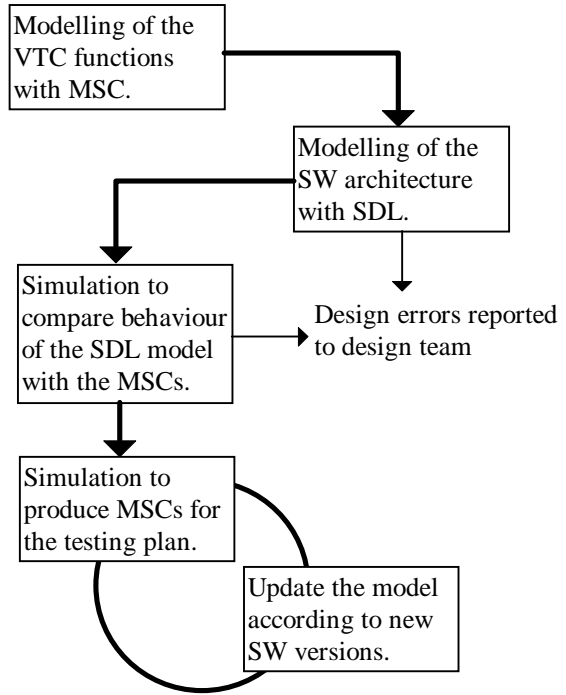 Modelling of the
VTC functions
with MSC.
Modelling of the
SW architecture
with SDL.
Simulation to
compare behaviour
of the SDL model
with the MSCs.
Design errors reported
to design team
Simulation to
produce MSCs for
the testing plan.
Update the model
according to new
SW versions.